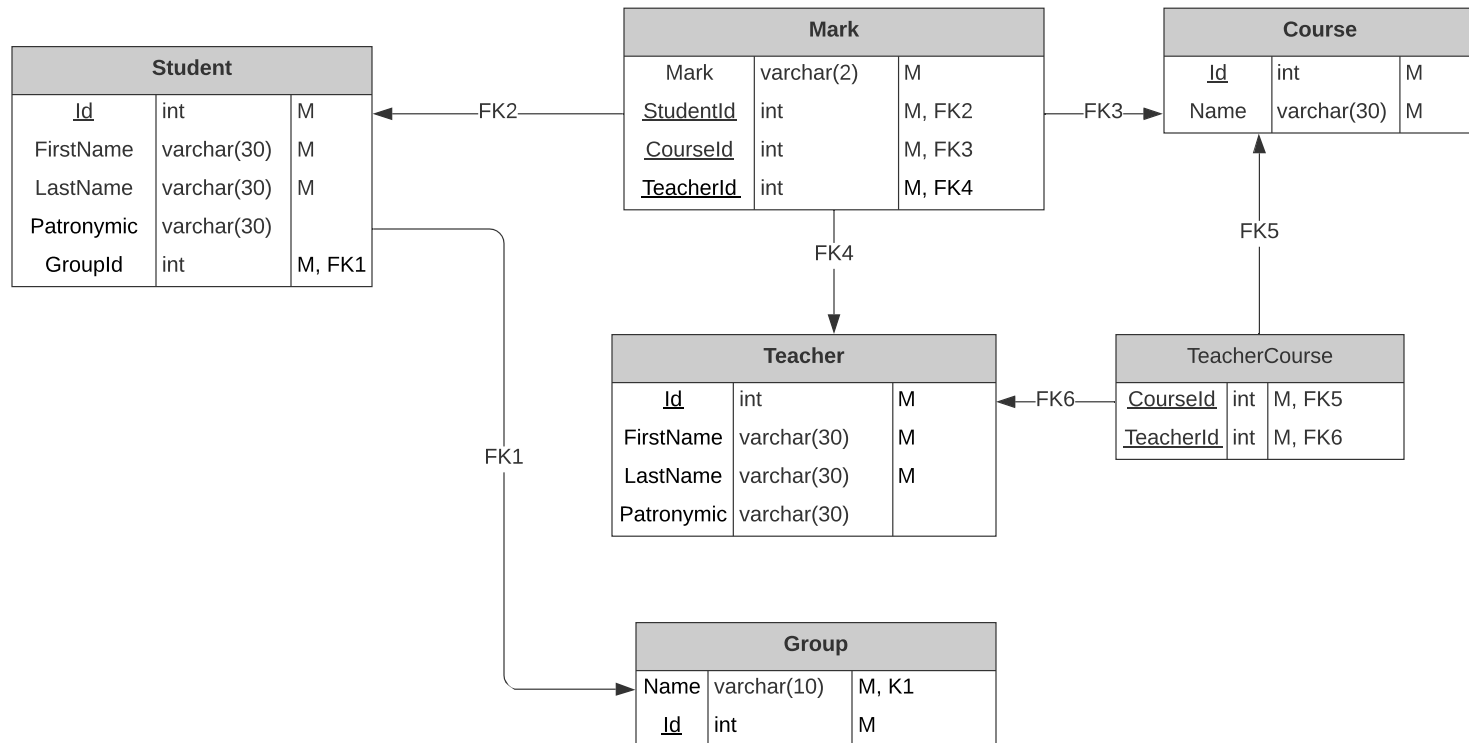 Student
Id int M
FirstName varchar(30) M
LastName varchar(30) M
Patronymic varchar(30)
GroupId int M, FK1
FK2
Mark
Mark varchar(2) M
StudentId int M, FK2
CourseId int M, FK3
TeacherId int M, FK4
FK3
Course
Id int M
Name varchar(30) M
FK4
FK5
Teacher
Id int M
FirstName varchar(30) M
LastName varchar(30) M
Patronymic varchar(30)
FK6
TeacherCourse
CourseId int M, FK5
TeacherId int M, FK6
FK1
Group
Name varchar(10) M, K1
Id int M